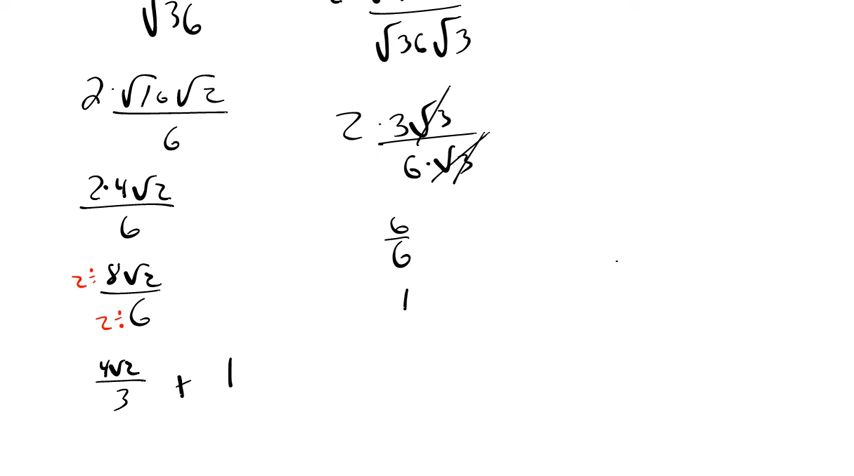 √36
√36 √3
2 · √16 √2 / 6
2 · 3√3 / 6 · √3
2 · 4√2 / 6
6/6
2÷ 8√2 / 2÷ 6
1
4√2/3 + 1